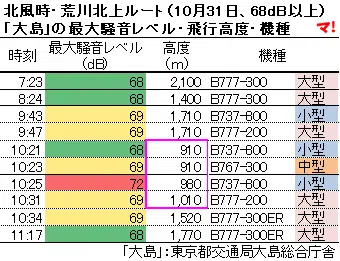 北風時・荒川北上ルート（10月31日、68dB以上）
「大島」の最大騒音レベル・飛行高度・機種 マ!
時刻 最大騒音レベル（dB） 高度（m） 機種
7:23 68 2,100 B777-300 大型
8:24 68 1,400 B777-300 大型
9:43 69 1,710 B737-800 小型
9:47 69 1,710 B777-200 大型
10:21 68 910 B737-800 小型
10:23 69 910 B767-300 中型
10:25 72 980 B737-800 小型
10:31 69 1,010 B777-200 大型
10:34 69 1,520 B777-300ER 大型
11:17 68 1,770 B777-300ER 大型
「大島」：東京都交通局大島総合庁舎